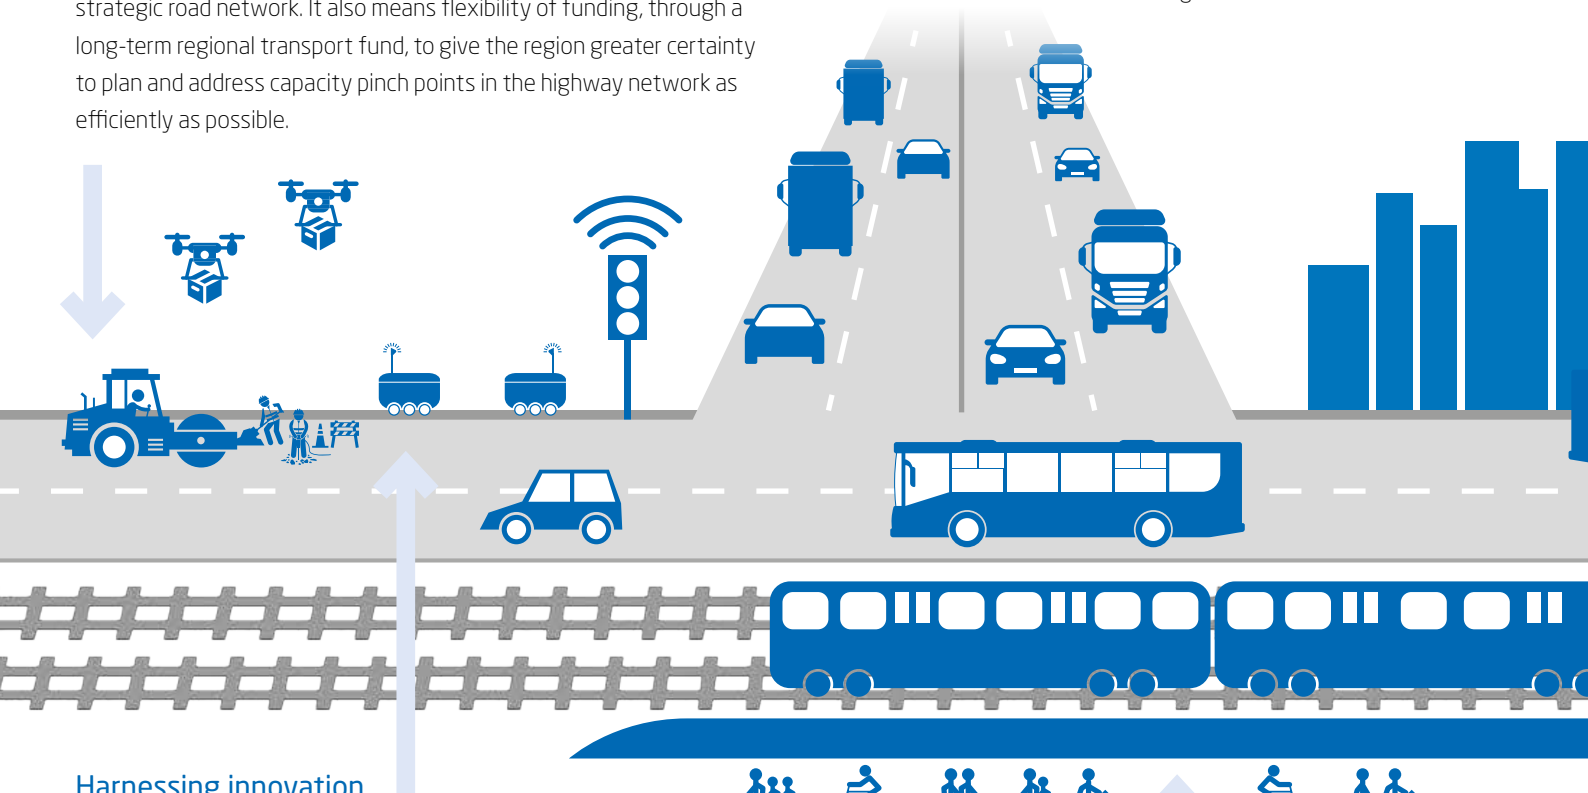 strategic road network. It also means flexibility of funding, through a
long-term regional transport fund, to give the region greater certainty
to plan and address capacity pinch points in the highway network as
efficiently as possible.
Harnessing innovation